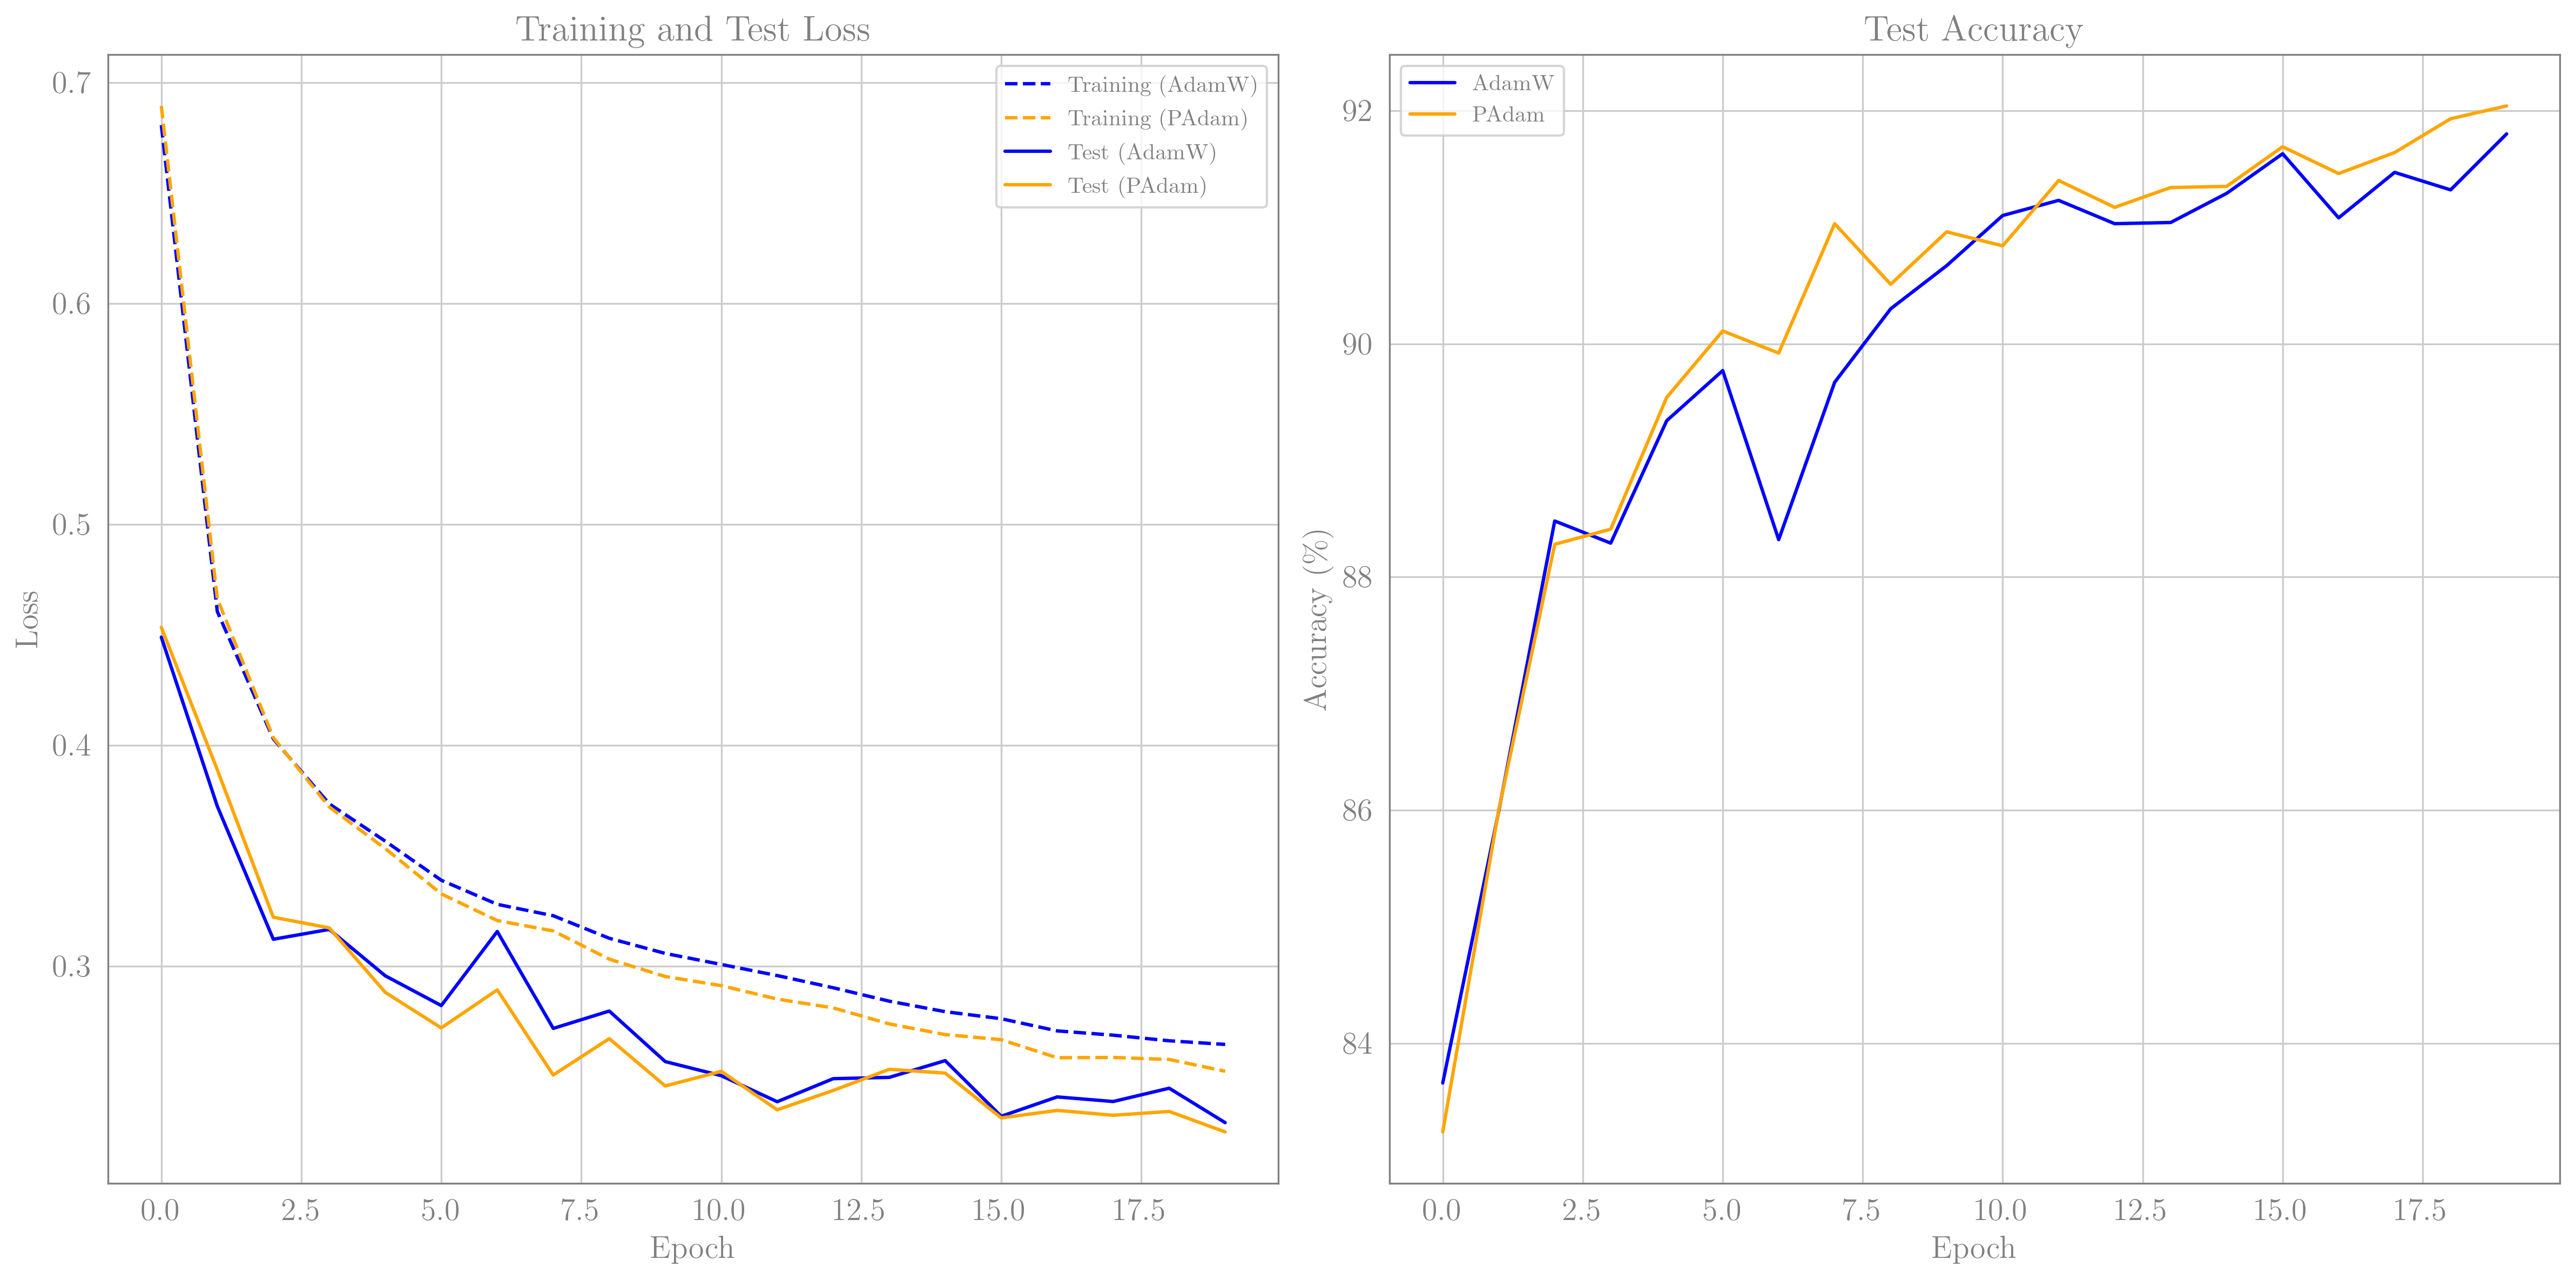 Training and Test Loss
0.7
0.6
0.5
0.4
0.3
Loss
Training (AdamW)
Training (PAdam)
Test (AdamW)
Test (PAdam)
0.0 2.5 5.0 7.5 10.0 12.5 15.0 17.5
Epoch
Test Accuracy
92
90
88
86
84
Accuracy (%)
AdamW
PAdam
0.0 2.5 5.0 7.5 10.0 12.5 15.0 17.5
Epoch